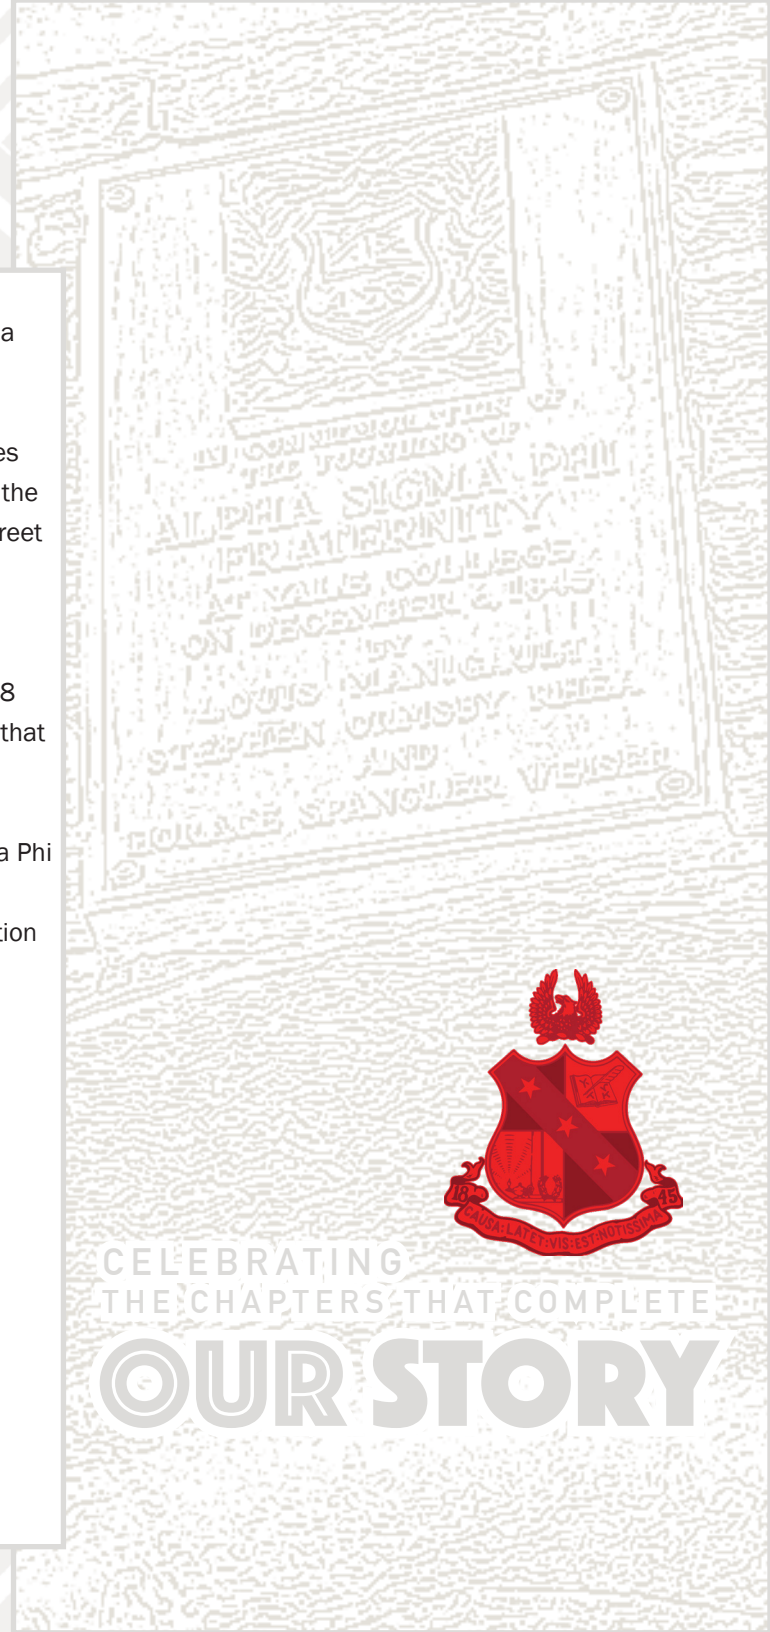 a
es
the
reet
8
that
a Phi
tion
IN COMMEMORATION OF
THE FOUNDING OF
ALPHA SIGMA PHI
FRATERNITY
AT YALE COLLEGE
ON DECEMBER 6, 1845
BY
LOUIS MANIGAULT
STEPHEN ORMSBY RHEA
AND
HORACE SPANGLER WEISER
18 45
CAUSA:LATET:VIS:EST:NOTISSIMA
CELEBRATING
THE CHAPTERS THAT COMPLETE
OUR STORY